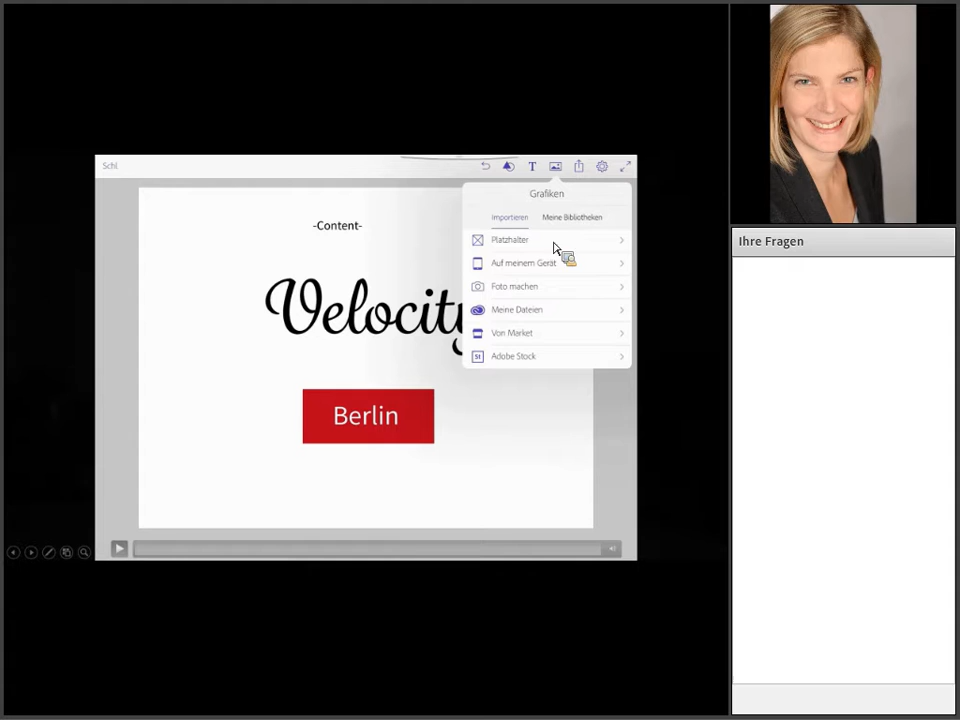 Schl
T
Grafiken
Importieren Meine Bibliotheken
Platzhalter
Auf meinem Gerät
Foto machen
Meine Dateien
Von Market
St Adobe Stock
-Content-
Velocity
Berlin
Ihre Fragen